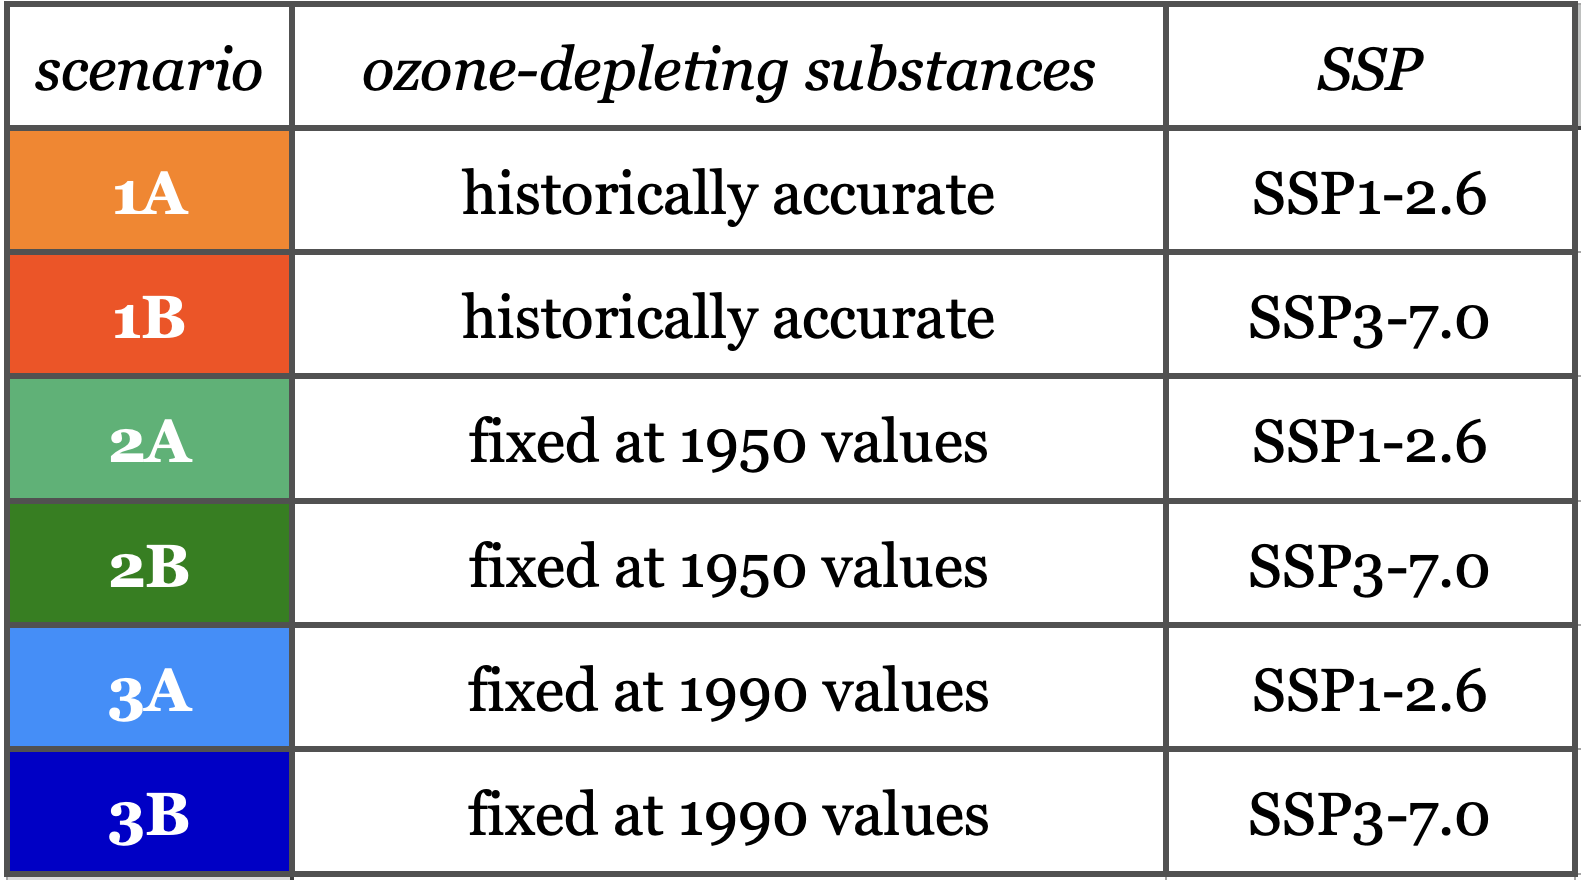 scenario ozone-depleting substances SSP
1A historically accurate SSP1-2.6
1B historically accurate SSP3-7.0
2A fixed at 1950 values SSP1-2.6
2B fixed at 1950 values SSP3-7.0
3A fixed at 1990 values SSP1-2.6
3B fixed at 1990 values SSP3-7.0